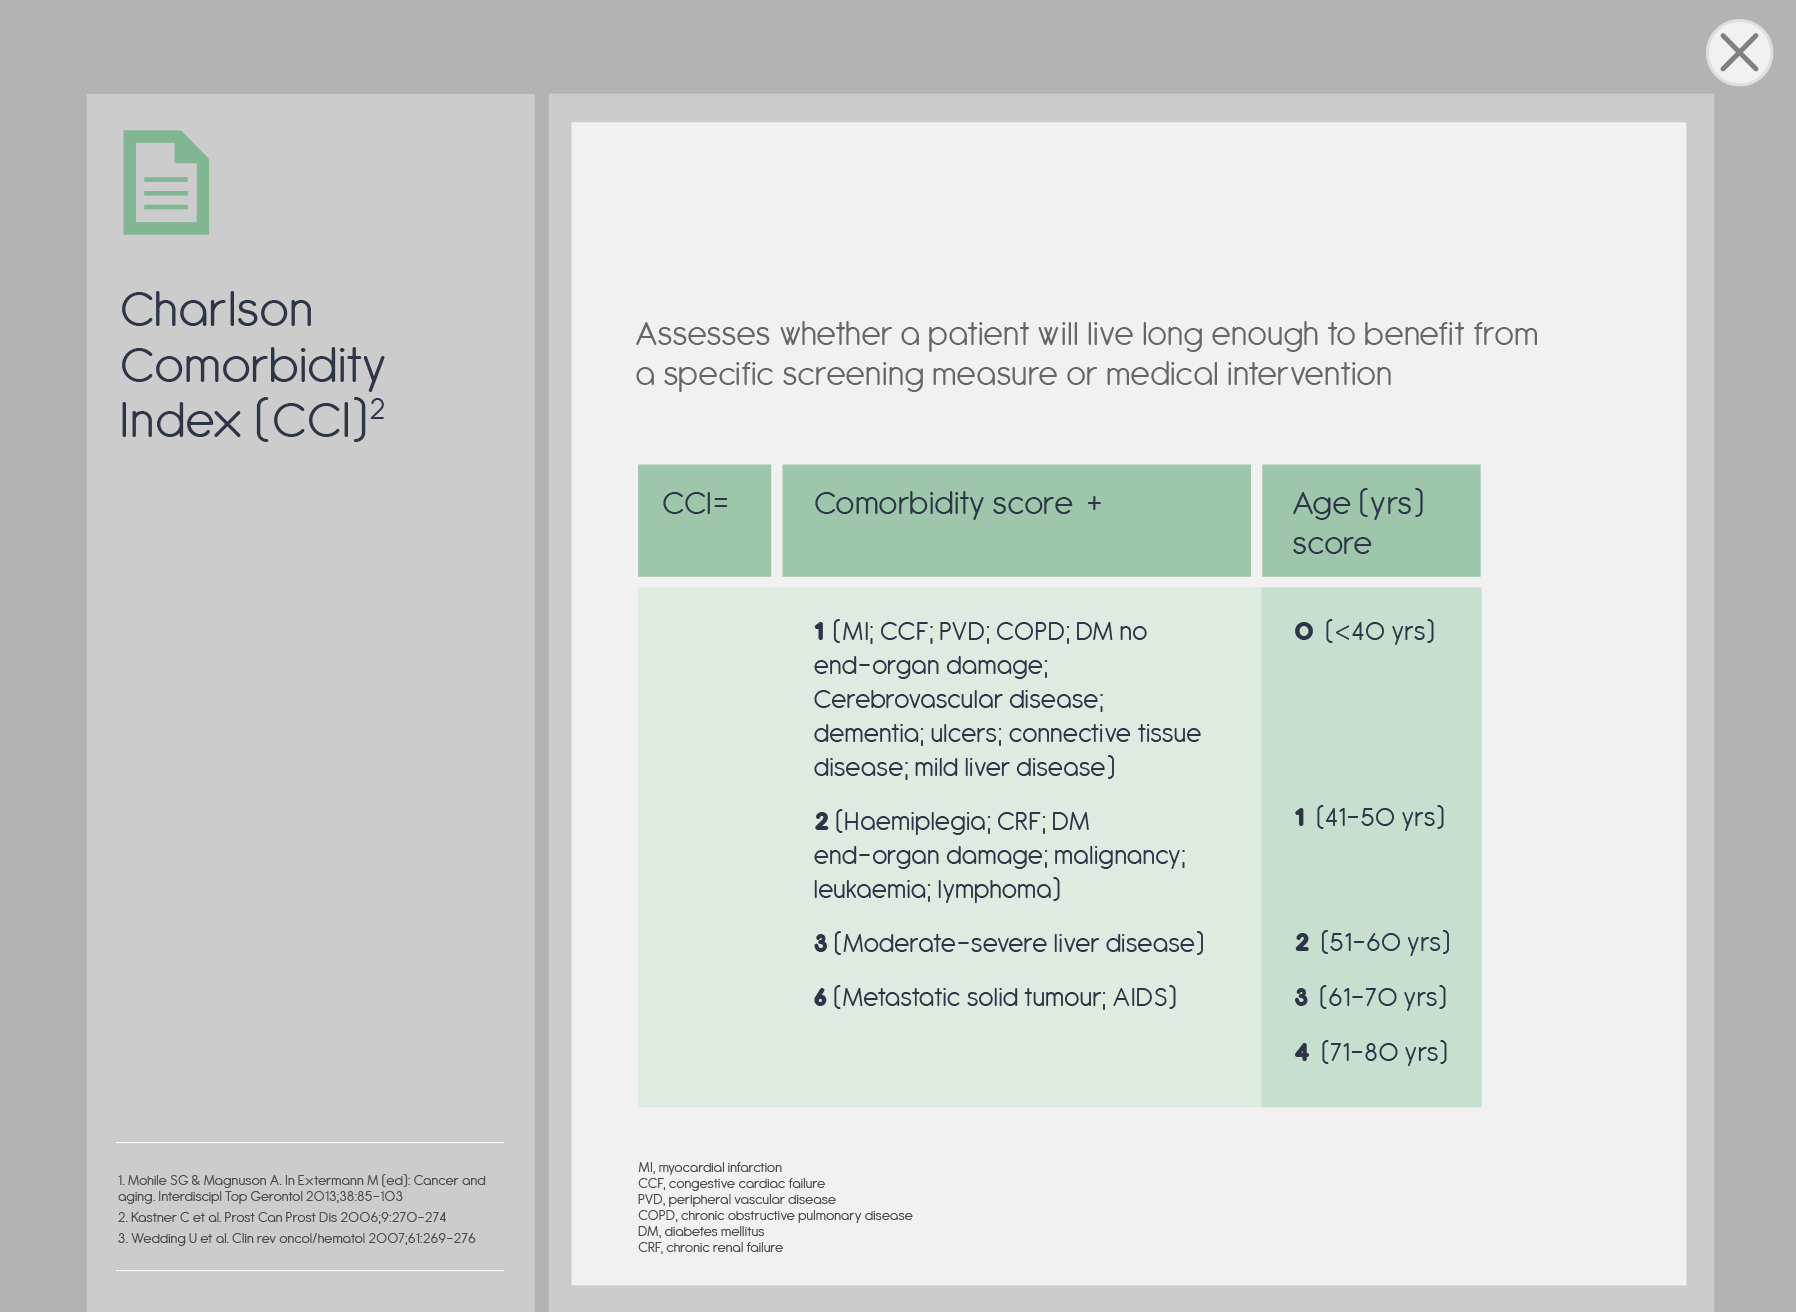 Charlson
Comorbidity
Index (CCI)²
1. Mohile SG & Magnuson A. In Extermann M (ed): Cancer and
aging. Interdiscipl Top Gerontol 2013;38:85–103
2. Kastner C et al. Prost Can Prost Dis 2006;9:270–274
3. Wedding U et al. Clin rev oncol/hematol 2007;61:269–276
Assesses whether a patient will live long enough to benefit from
a specific screening measure or medical intervention
CCI=
Comorbidity score +
Age (yrs)
score
1 (MI; CCF; PVD; COPD; DM no
end–organ damage;
Cerebrovascular disease;
dementia; ulcers; connective tissue
disease; mild liver disease)
2 (Haemiplegia; CRF; DM
end–organ damage; malignancy;
leukaemia; lymphoma)
3 (Moderate–severe liver disease)
6 (Metastatic solid tumour; AIDS)
0 (<40 yrs)
1 (41–50 yrs)
2 (51–60 yrs)
3 (61–70 yrs)
4 (71–80 yrs)
MI, myocardial infarction
CCF, congestive cardiac failure
PVD, peripheral vascular disease
COPD, chronic obstructive pulmonary disease
DM, diabetes mellitus
CRF, chronic renal failure